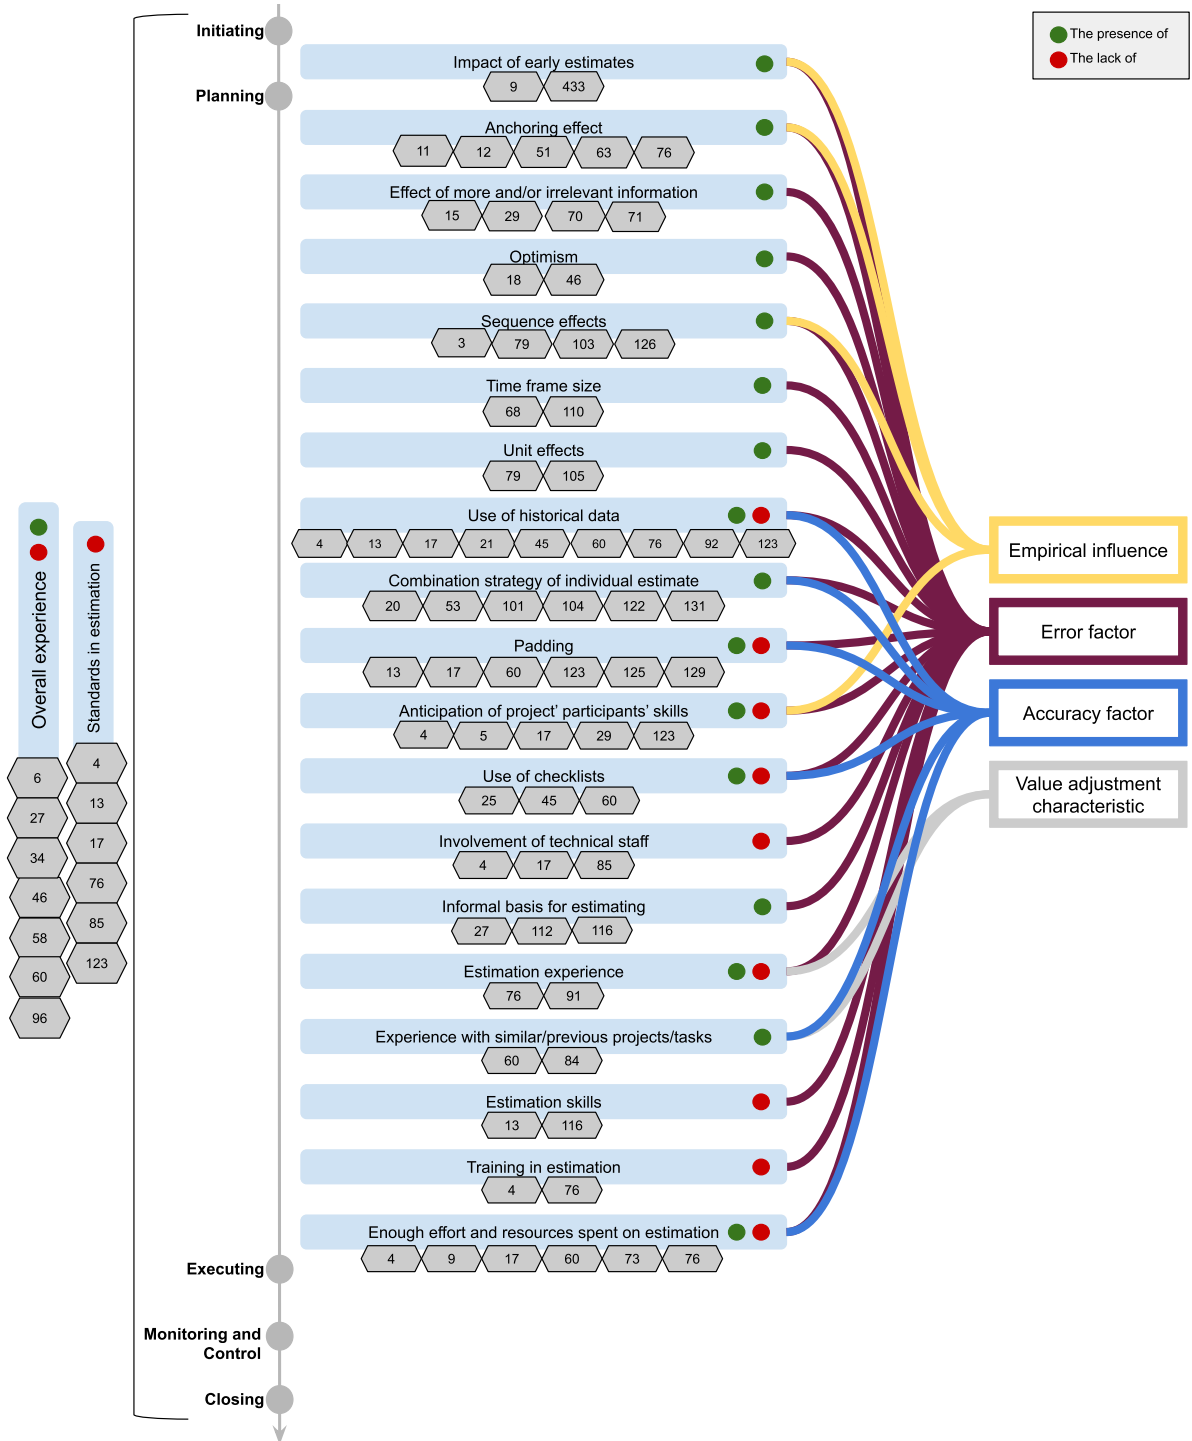 Initiating
Planning
Executing
Monitoring and
Control
Closing
The presence of
The lack of
Impact of early estimates
9 433
Anchoring effect
11 12 51 63 76
Effect of more and/or irrelevant information
15 29 70 71
Optimism
18 46
Sequence effects
3 79 103 126
Time frame size
68 110
Unit effects
79 105
Use of historical data
4 13 17 21 45 60 76 92 123
Combination strategy of individual estimate
20 53 101 104 122 131
Padding
13 17 60 123 125 129
Anticipation of project' participants' skills
4 5 17 29 123
Use of checklists
25 45 60
Involvement of technical staff
4 17 85
Informal basis for estimating
27 112 116
Estimation experience
76 91
Experience with similar/previous projects/tasks
60 84
Estimation skills
13 116
Training in estimation
4 76
Enough effort and resources spent on estimation
4 9 17 60 73 76
Overall experience
6
27
34
46
58
60
96
Standards in estimation
4
13
17
76
85
123
Empirical influence
Error factor
Accuracy factor
Value adjustment
characteristic